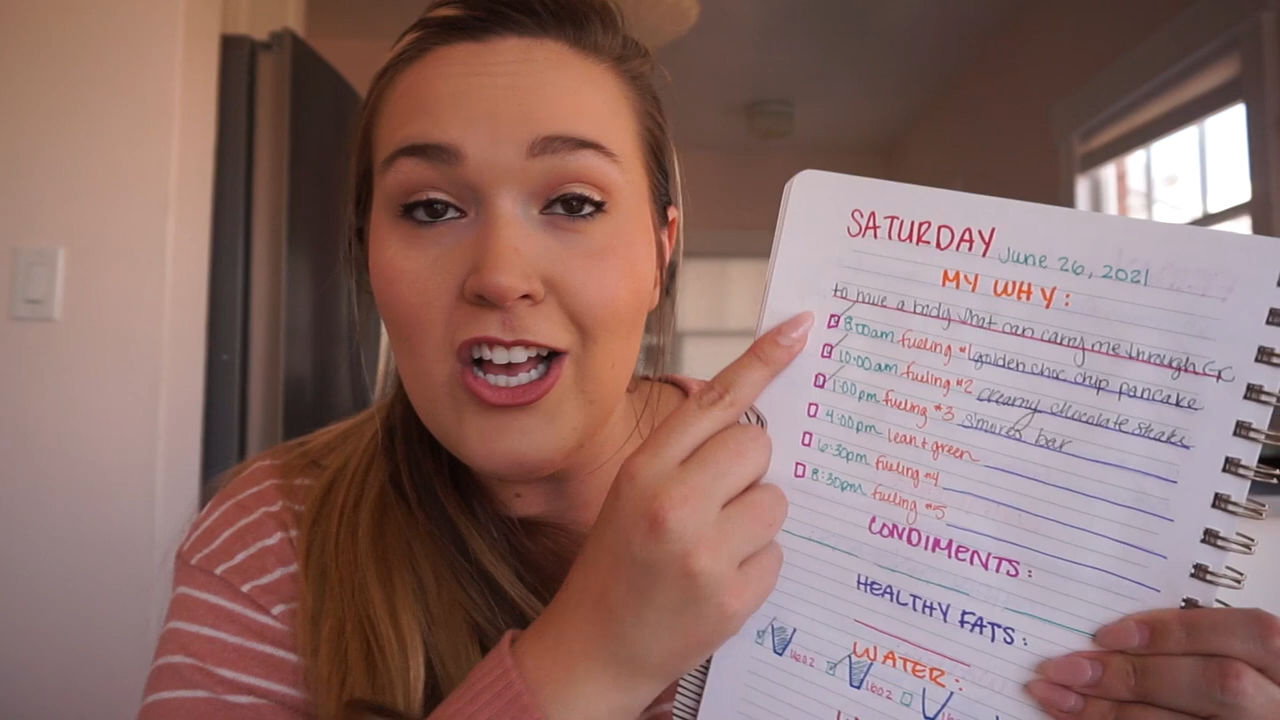 SATURDAY June 26, 2021
MY WHY:
to have a body that can carry me through GC
8:00am fueling #1 golden choc chip pancake
10:00am fueling #2 creamy chocolate shake
1:00pm fueling #3 s'mores bar
4:00pm lean + green
6:30pm fueling #4
8:30pm fueling #5
CONDIMENTS:
HEALTHY FATS:
WATER:
16oz 16oz